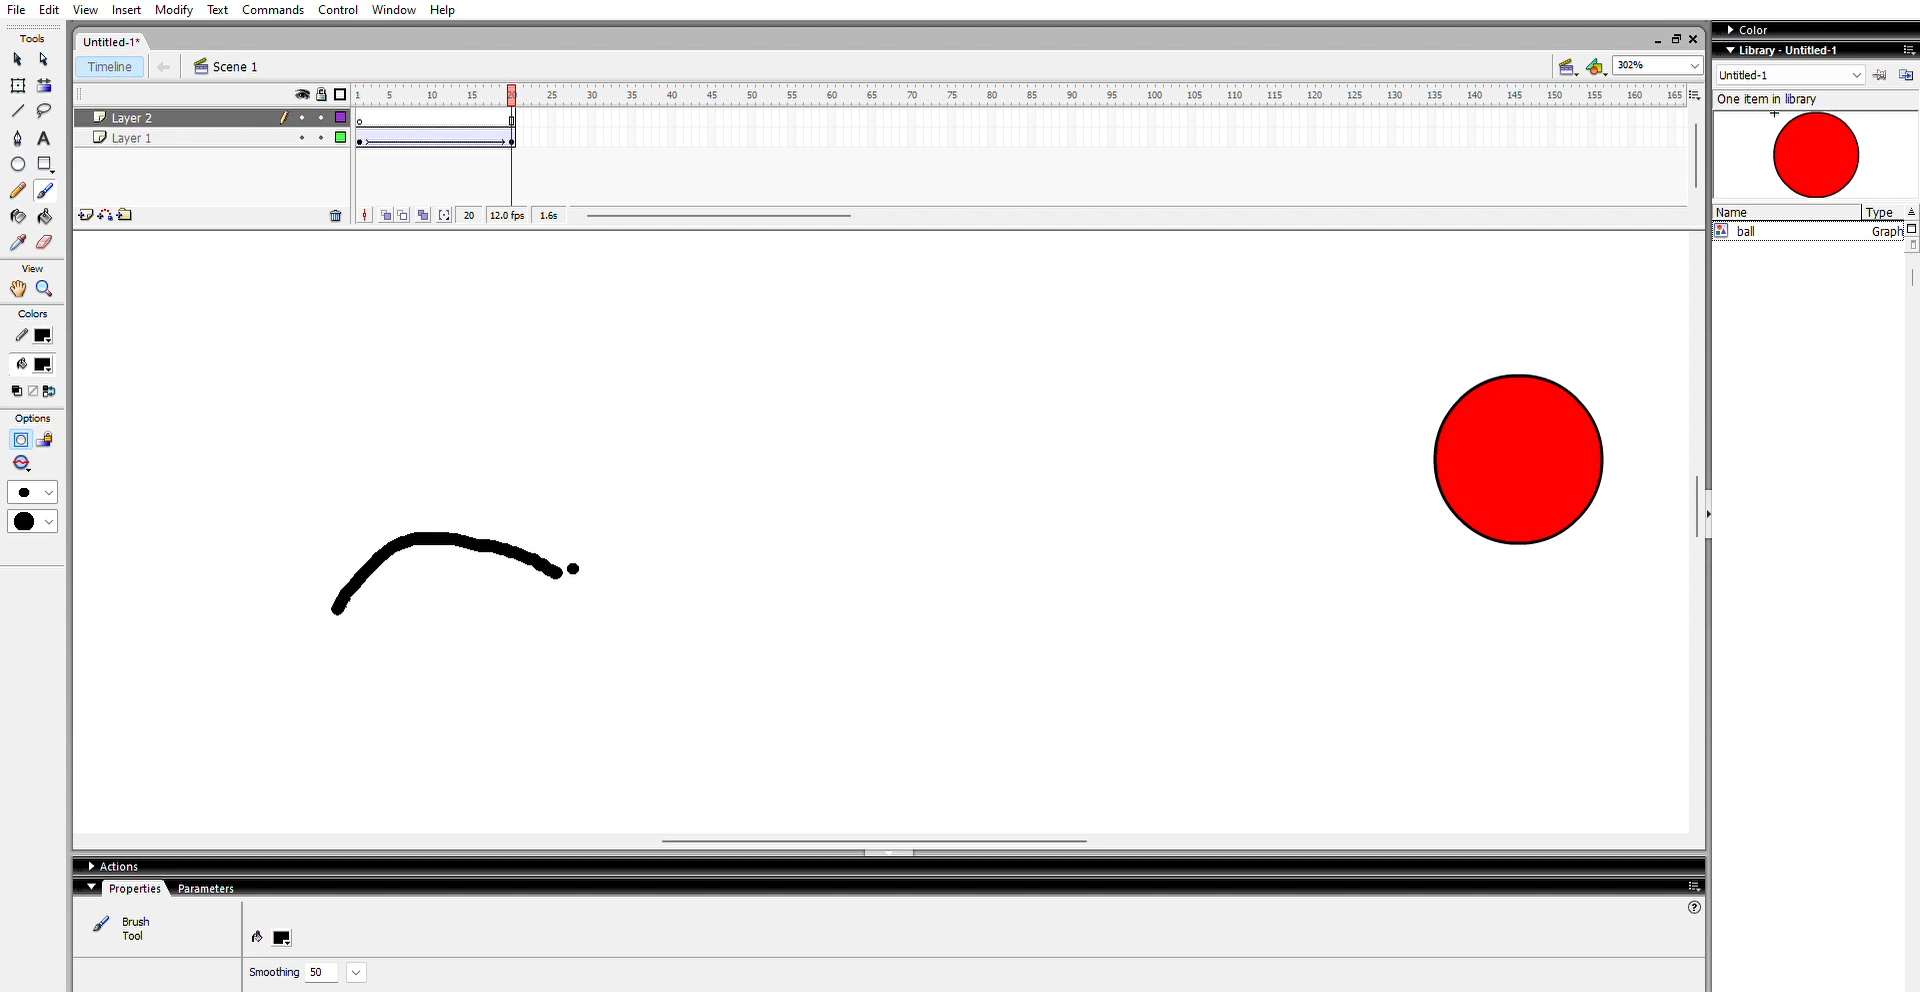 File Edit View Insert Modify Text Commands Control Window Help
Tools
Untitled-1*
Timeline Scene 1 302%
1 5 10 15 20 25 30 35 40 45 50 55 60 65 70 75 80 85 90 95 100 105 110 115 120 125 130 135 140 145 150 155 160 165
Layer 2
Layer 1
20 12.0 fps 1.6s
View
Colors
Options
Color
Library - Untitled-1
Untitled-1
One item in library
Name Type
ball Graph
Actions
Properties Parameters
Brush
Tool
Smoothing 50